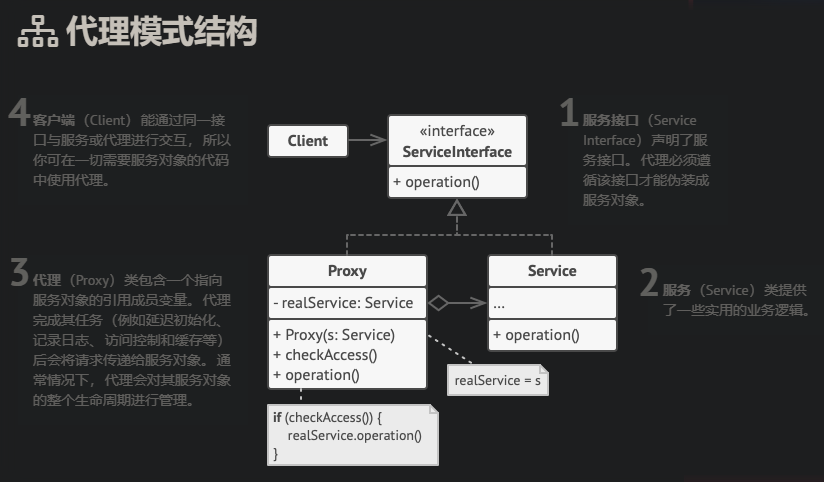 代理模式结构
4
客户端（Client）能通过同一接
口与服务或代理进行交互，所以
你可在一切需要服务对象的代码
中使用代理。
Client
«interface»
ServiceInterface
+ operation()
1
服务接口（Service
Interface）声明了服
务接口。代理必须遵
循该接口才能伪装成
服务对象。
3
代理（Proxy）类包含一个指向
服务对象的引用成员变量。代理
完成其任务（例如延迟初始化、
记录日志、访问控制和缓存等）
后会将请求传递给服务对象。通
常情况下，代理会对其服务对象
的整个生命周期进行管理。
Proxy
- realService: Service
+ Proxy(s: Service)
+ checkAccess()
+ operation()
Service
...
+ operation()
2
服务（Service）类提供
了一些实用的业务逻辑。
realService = s
if (checkAccess()) {
realService.operation()
}